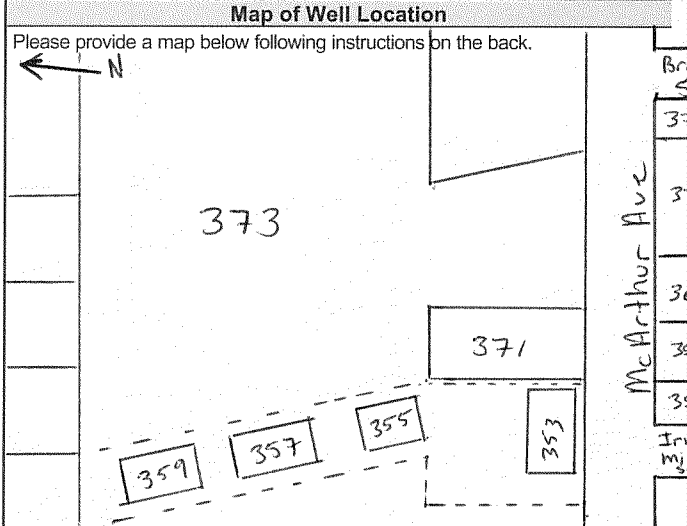 Map of Well Location
Please provide a map below following instructions on the back.
N
373
McArthur Ave
371
353
355
357
359